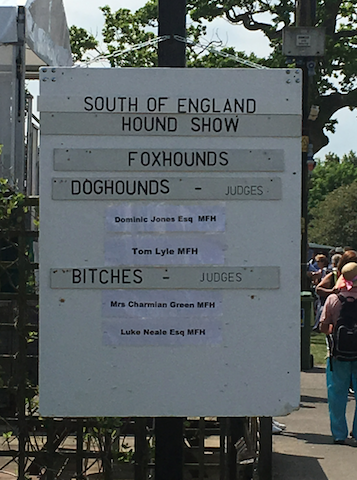 SOUTH OF ENGLAND
HOUND SHOW
FOXHOUNDS
DOGHOUNDS - JUDGES
Dominic Jones Esq MFH
Tom Lyle MFH
BITCHES - JUDGES
Mrs Charmian Green MFH
Luke Neale Esq MFH